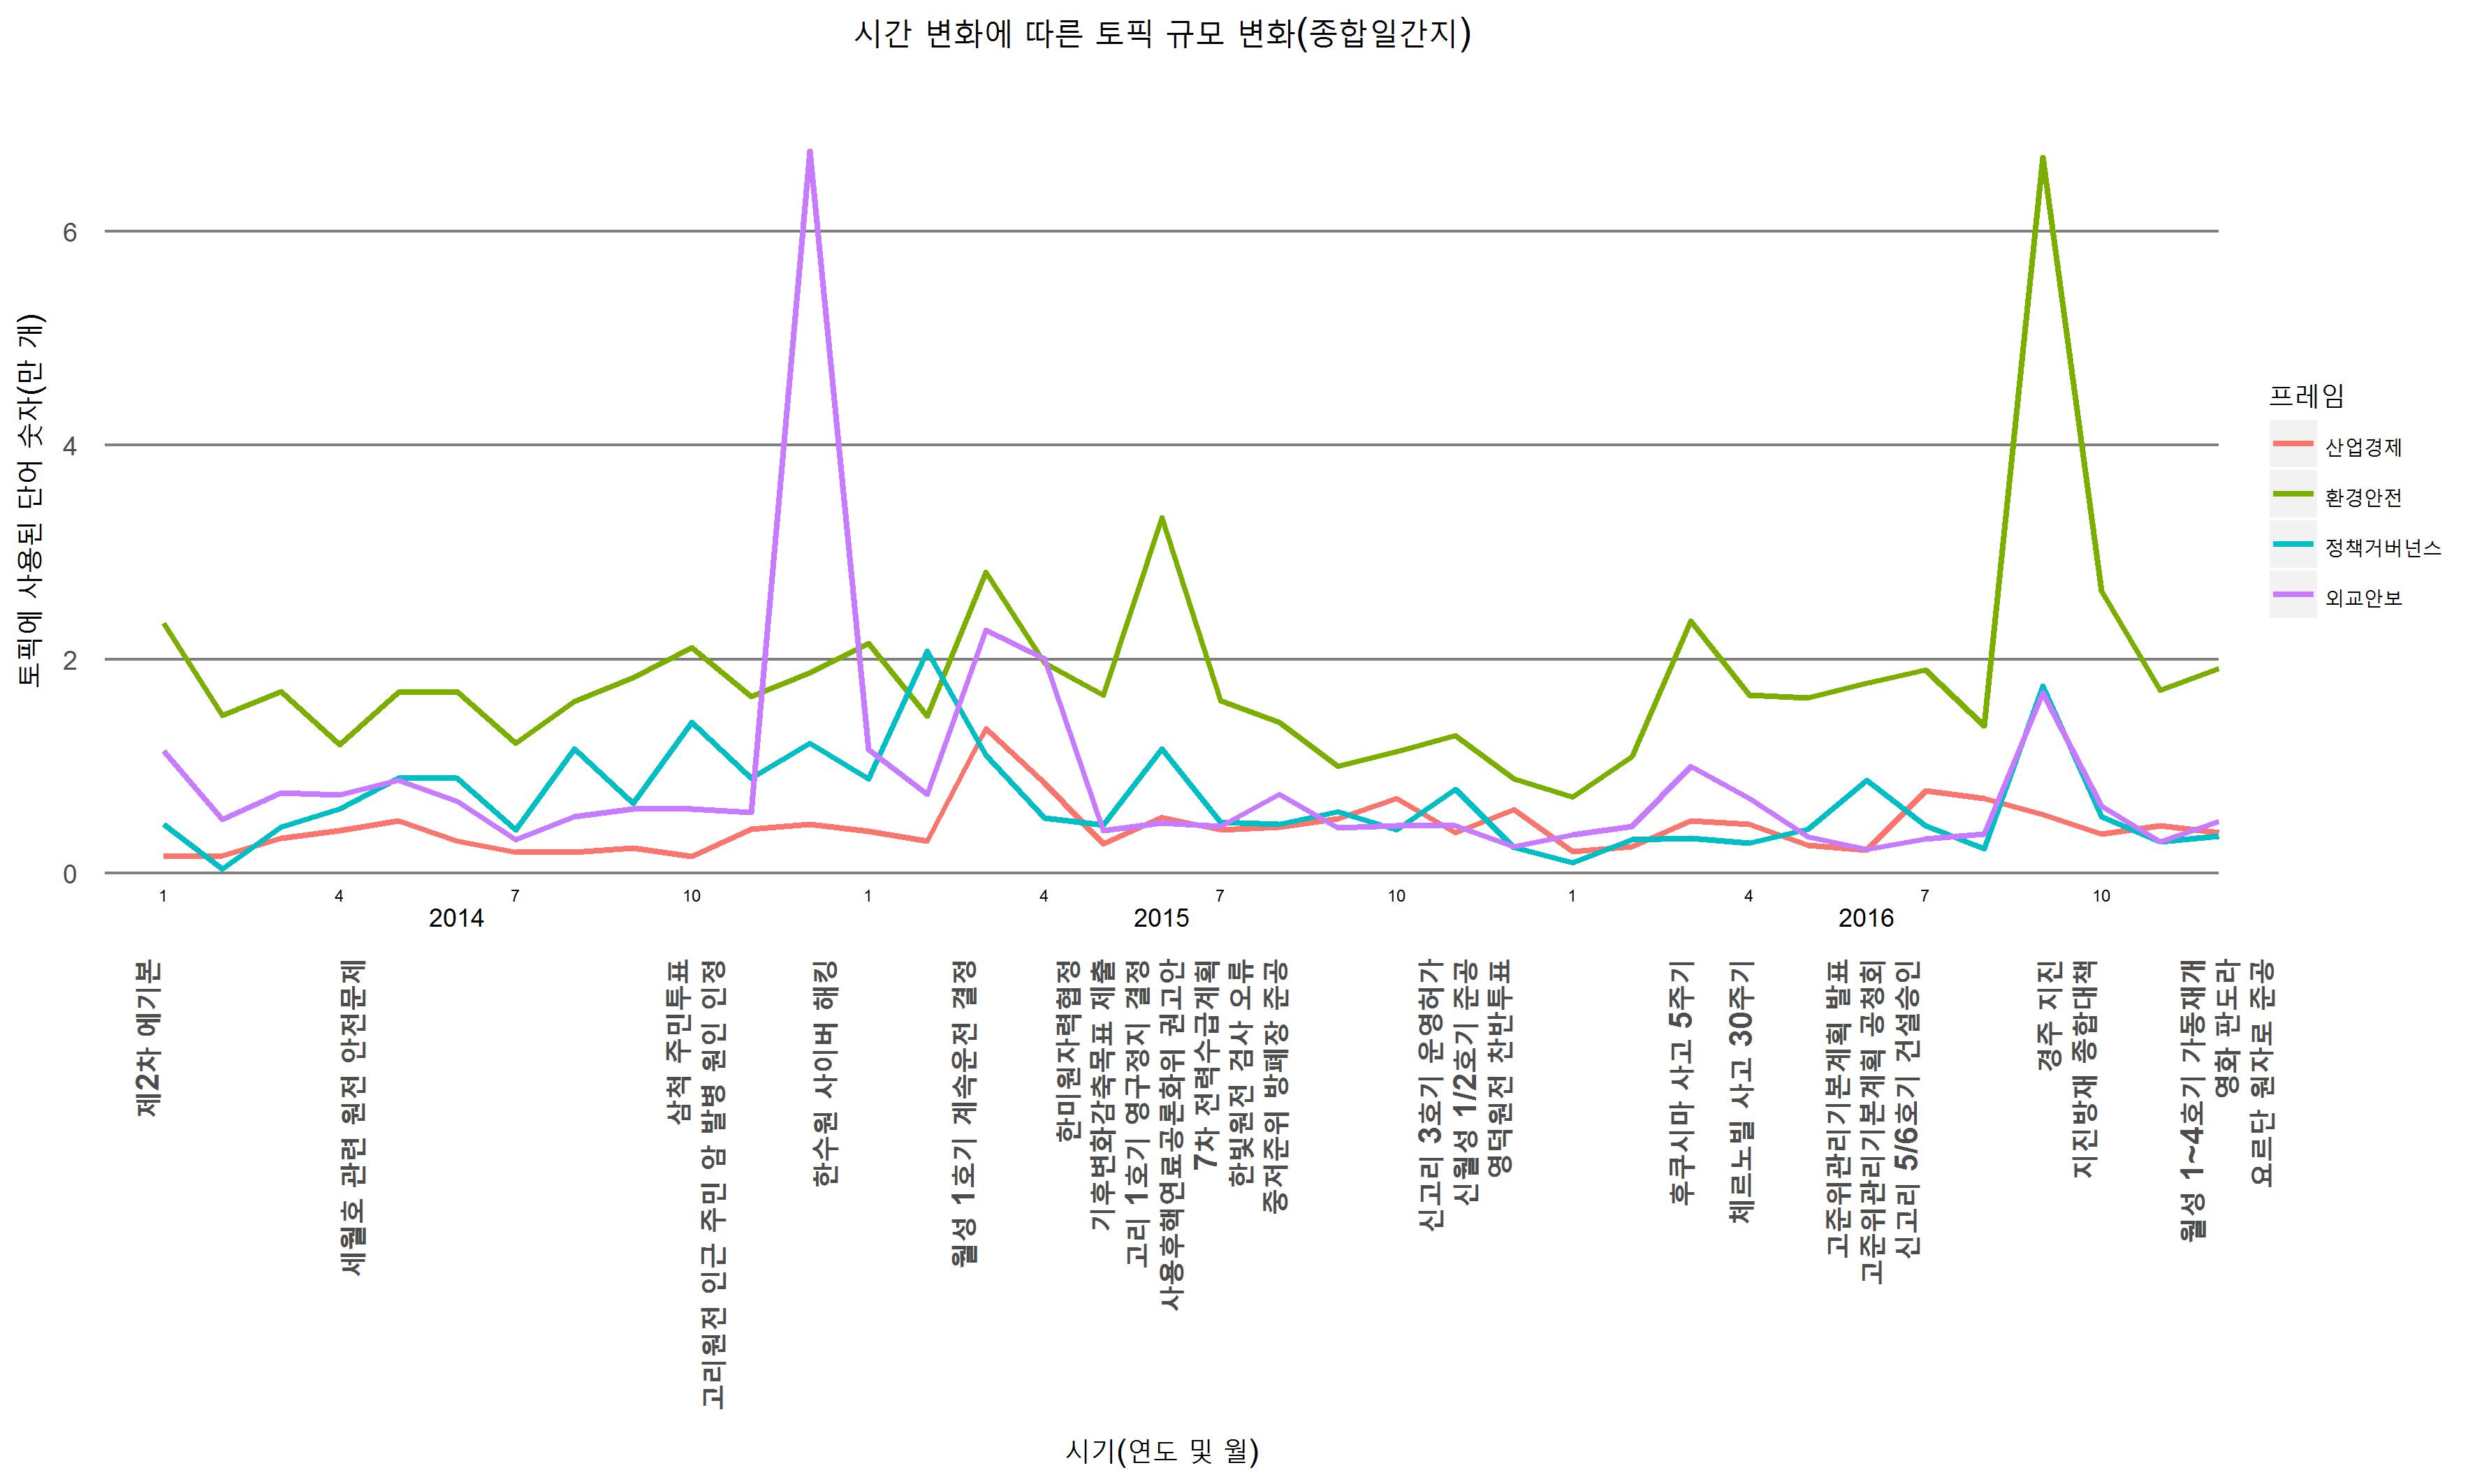 시간 변화에 따른 토픽 규모 변화(종합일간지)
토픽에 사용된 단어 숫자(만 개)
6
4
2
0
프레임
산업경제
환경안전
정책거버넌스
외교안보
1
4
7
10
1
4
7
10
1
4
7
10
2014
2015
2016
제2차 에기본
세월호 관련 원전 안전문제
삼척 주민투표
고리원전 인근 주민 암 발병 원인 인정
한수원 사이버 해킹
월성 1호기 계속운전 결정
한미원자력협정
기후변화감축목표 제출
고리 1호기 영구정지 결정
사용후핵연료공론화위 권고안
7차 전력수급계획
한빛원전 검사 오류
중저준위 방폐장 준공
신고리 3호기 운영허가
신월성 1/2호기 준공
영덕원전 찬반투표
후쿠시마 사고 5주기
체르노빌 사고 30주기
고준위관리기본계획 발표
고준위관리기본계획 공청회
신고리 5/6호기 건설승인
경주 지진
지진방재 종합대책
월성 1~4호기 가동재개
영화 판도라
요르단 원자로 준공
시기(연도 및 월)